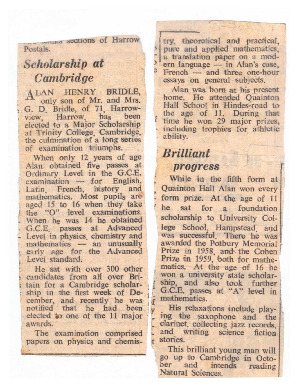 sections of Harrow
Postals.
Scholarship at
Cambridge
ALAN HENRY BRIDLE,
only son of Mr. and Mrs.
G. D. Bridle, of 71, Harrow-
view, Harrow, has been
elected to a Major Scholarship
at Trinity College, Cambridge,
the culmination of a long series
of examination triumphs.
When only 12 years of age
Alan obtained five passes at
Ordinary Level in the G.C.E.
examination — for English,
Latin, French, history and
mathematics. Most pupils are
aged 15 to 16 when they take
the "O" level examinations.
When he was 14 he obtained
G.C.E. passes at Advanced
Level in physics, chemistry and
mathematics — an unusually
early age for the Advanced
Level standard.
He sat with over 300 other
candidates from all over Bri-
tain for a Cambridge scholar-
ship in the first week of De-
cember, and recently he was
notified that he had been
elected to one of the 11 major
awards.
The examination comprised
papers on physics and chemis-
try, theoretical and practical,
pure and applied mathematics,
a translation paper on a mod-
ern language — in Alan's case,
French — and three one-hour
essays on general subjects.
Alan was born at his present
home. He attended Quainton
Hall School in Hindes-road to
the age of 11. During that
time he won 29 major prizes,
including trophies for athletic
ability.
Brilliant
progress
While in the fifth form at
Quainton Hall Alan won every
form prize. At the age of 11
he sat for a foundation
scholarship to University Col-
lege School, Hampstead, and
was successful. There he was
awarded the Potbury Memorial
Prize in 1958, and the Cohen
Prize in 1959, both for mathe-
matics. At the age of 16 he
won a university state scholar-
ship, and also took further
G.C.E. passes at "A" level in
mathematics.
His relaxations include play-
ing the saxophone and the
clarinet, collecting jazz records,
and writing science fiction
stories.
This brilliant young man will
go up to Cambridge in Octo-
ber and intends reading
Natural Sciences.